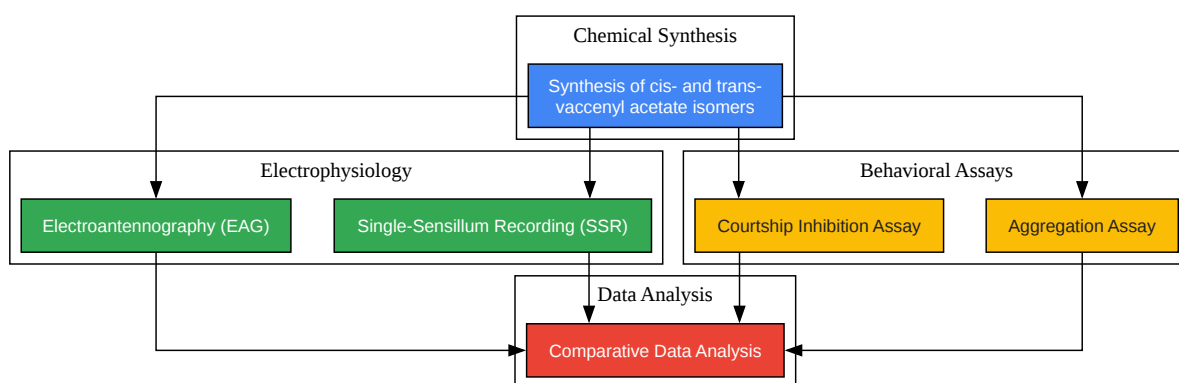 Chemical Synthesis
Synthesis of cis- and trans-
vaccenyl acetate isomers
Electrophysiology
Behavioral Assays
Electroantennography (EAG)
Single-Sensillum Recording (SSR)
Courtship Inhibition Assay
Aggregation Assay
Data Analysis
Comparative Data Analysis